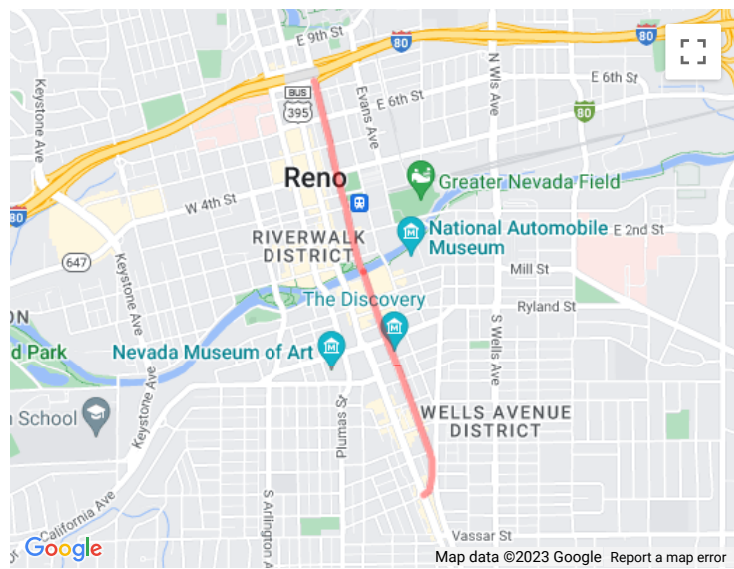 E 9th St
80
80
N Wls Ave
Keystone Ave
BUS
395
Evans Ave
E 6th St
E 6th St
80
Reno
Greater Nevada Field
W 4th St
80
RIVERWALK
DISTRICT
National Automobile
Museum
E 2nd St
647
Keystone Ave
Mill St
The Discovery
Ryland St
ON
d Park
Nevada Museum of Art
S Wells Ave
Keystone Ave
Plumas St
School
WELLS AVENUE
DISTRICT
S Arlington Ave
California Ave
Vassar St
Google
Map data ©2023 Google
Report a map error